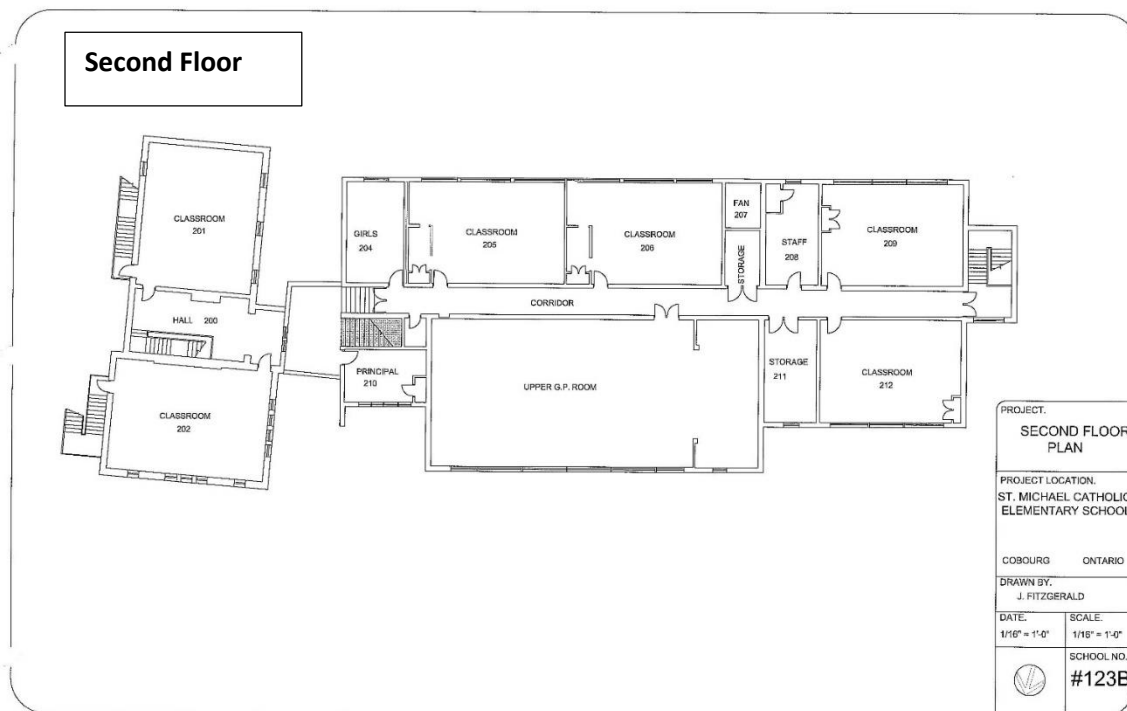 Second Floor
CLASSROOM
201
GIRLS
204
CLASSROOM
205
CLASSROOM
206
FAN
207
STORAGE
STAFF
208
CLASSROOM
209
HALL 200
CORRIDOR
PRINCIPAL
210
UPPER G.P. ROOM
STORAGE
211
CLASSROOM
212
CLASSROOM
202
PROJECT.
SECOND FLOOR
PLAN
PROJECT LOCATION.
ST. MICHAEL CATHOLIC
ELEMENTARY SCHOOL
COBOURG ONTARIO
DRAWN BY.
J. FITZGERALD
DATE. SCALE.
1/16" = 1'-0" 1/16" = 1'-0"
SCHOOL NO.
#123B